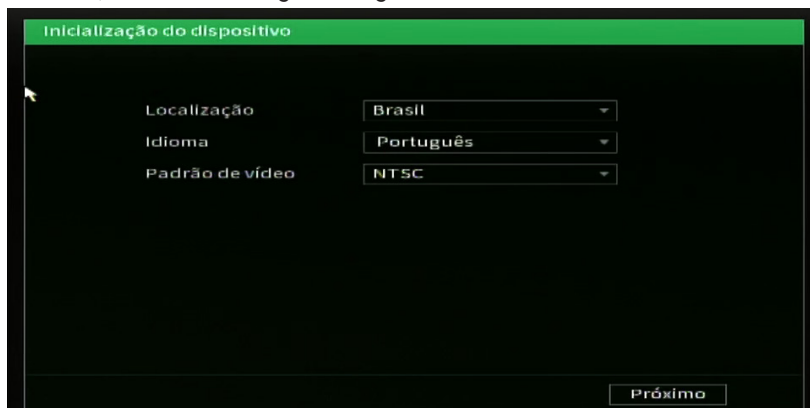 Inicialização do dispositivo
Localização Brasil
Idioma Português
Padrão de vídeo NTSC
Próximo